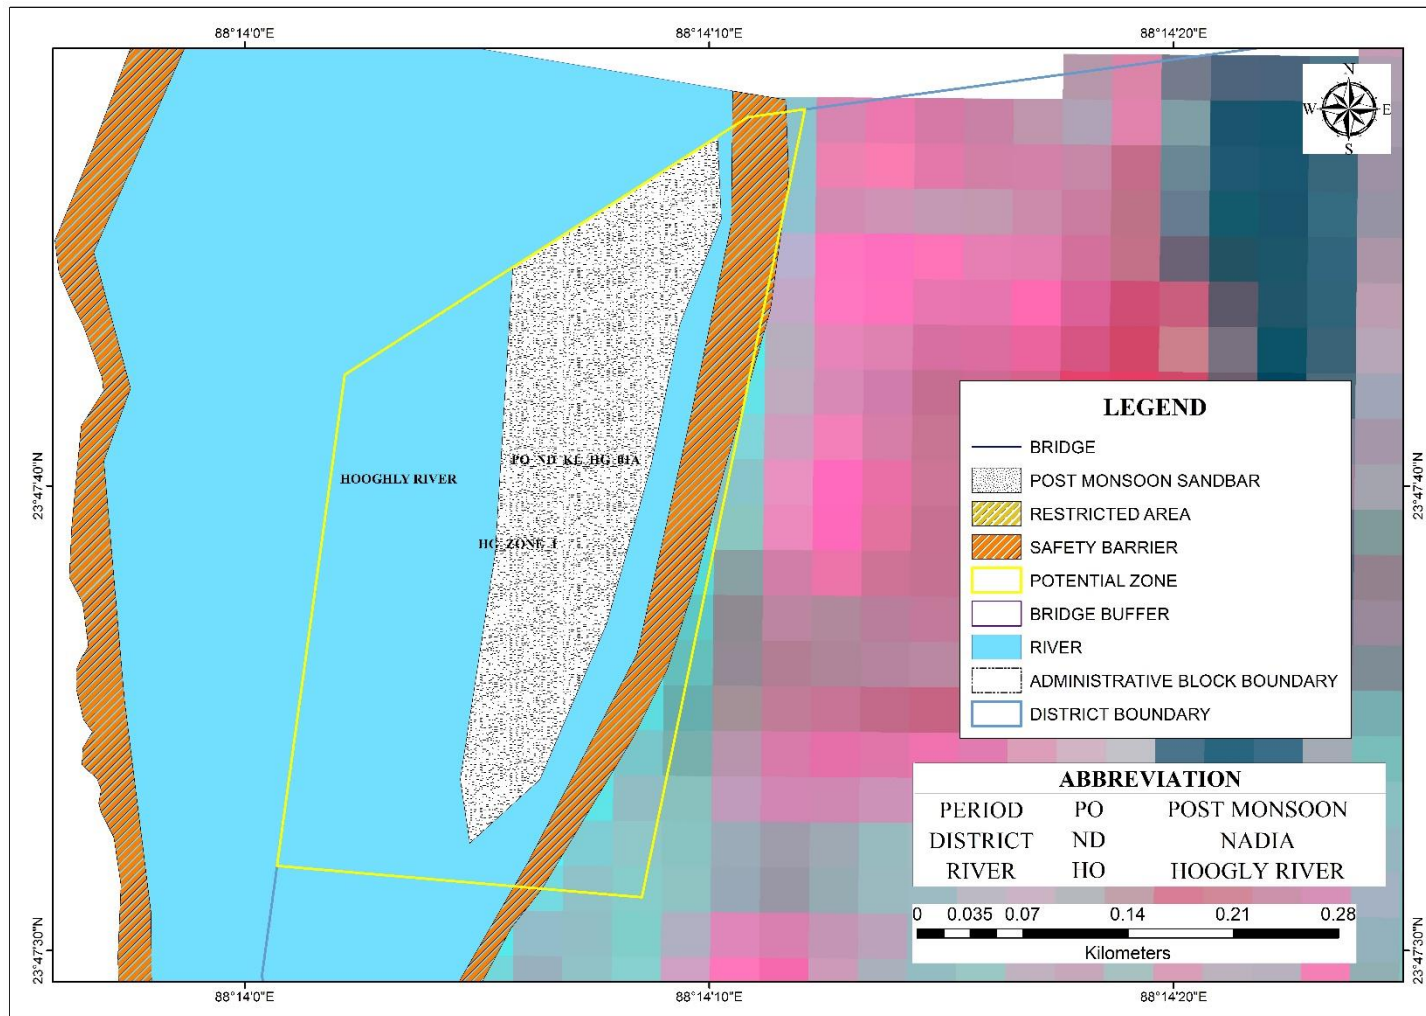 88°14'0"E 88°14'10"E 88°14'20"E
N
W E
S
23°47'40"N
23°47'40"N
HOOGHLY RIVER
PO_ND_KL_HG_01A
HG_ZONE_1
LEGEND
BRIDGE
POST MONSOON SANDBAR
RESTRICTED AREA
SAFETY BARRIER
POTENTIAL ZONE
BRIDGE BUFFER
RIVER
ADMINISTRATIVE BLOCK BOUNDARY
DISTRICT BOUNDARY
ABBREVIATION
PERIOD PO POST MONSOON
DISTRICT ND NADIA
RIVER HO HOOGLY RIVER
0 0.035 0.07 0.14 0.21 0.28
Kilometers
23°47'30"N
23°47'30"N
88°14'0"E 88°14'10"E 88°14'20"E